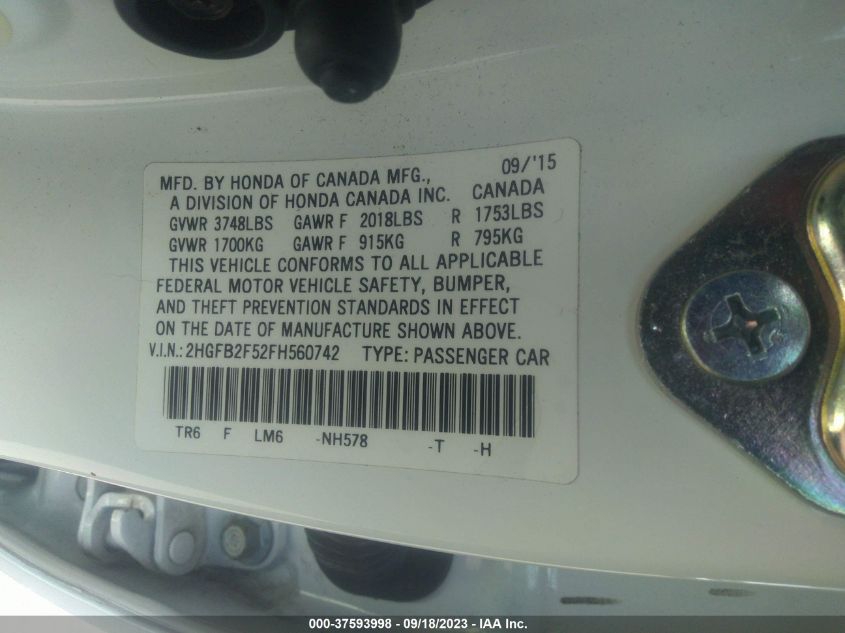 09/'15
MFD. BY HONDA OF CANADA MFG.,
A DIVISION OF HONDA CANADA INC. CANADA
GVWR 3748LBS GAWR F 2018LBS R 1753LBS
GVWR 1700KG GAWR F 915KG R 795KG
THIS VEHICLE CONFORMS TO ALL APPLICABLE
FEDERAL MOTOR VEHICLE SAFETY, BUMPER,
AND THEFT PREVENTION STANDARDS IN EFFECT
ON THE DATE OF MANUFACTURE SHOWN ABOVE.
V.I.N.: 2HGFB2F52FH560742 TYPE: PASSENGER CAR
TR6 F LM6 -NH578 -T -H
000-37593998 - 09/18/2023 - IAA Inc.